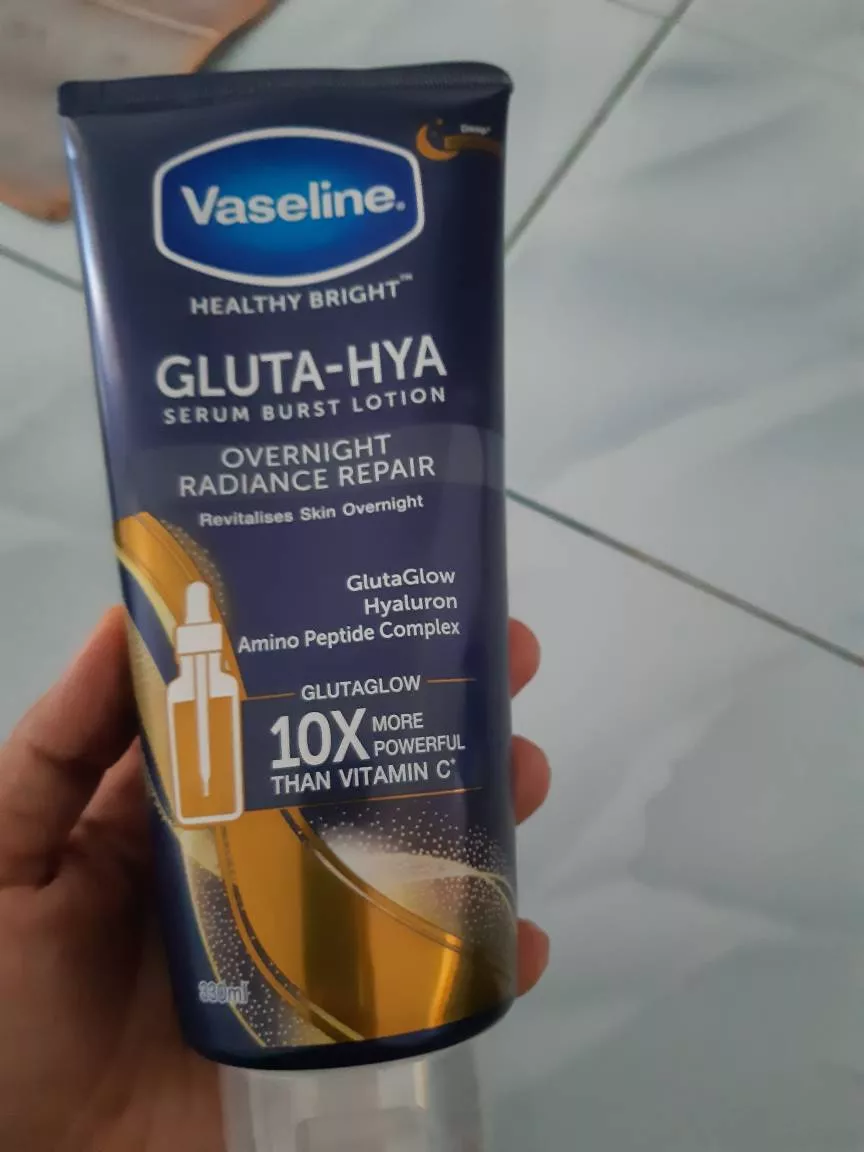 Vaseline.
HEALTHY BRIGHT™
GLUTA-HYA
SERUM BURST LOTION
OVERNIGHT
RADIANCE REPAIR
Revitalises Skin Overnight
GlutaGlow
Hyaluron
Amino Peptide Complex
GLUTAGLOW
10X MORE
POWERFUL
THAN VITAMIN C*
330ml